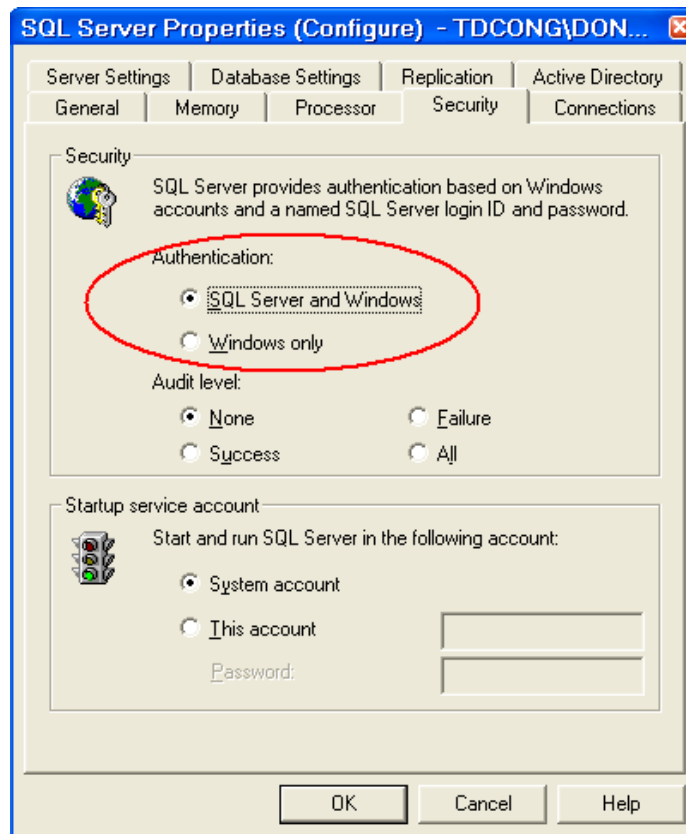 SQL Server Properties (Configure) - TDCONG\DON...
Server Settings
Database Settings
Replication
Active Directory
General
Memory
Processor
Security
Connections
Security
SQL Server provides authentication based on Windows
accounts and a named SQL Server login ID and password.
Authentication:
SQL Server and Windows
Windows only
Audit level:
None
Failure
Success
All
Startup service account
Start and run SQL Server in the following account:
System account
This account
Password:
OK
Cancel
Help